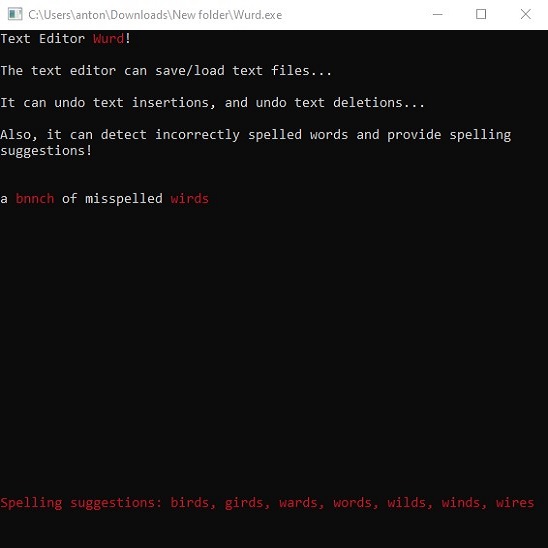 C:\Users\anton\Downloads\New folder\Wurd.exe
Text Editor Wurd!
The text editor can save/load text files...
It can undo text insertions, and undo text deletions...
Also, it can detect incorrectly spelled words and provide spelling
suggestions!
a bnnch of misspelled wirds
Spelling suggestions: birds, girds, wards, words, wilds, winds, wires